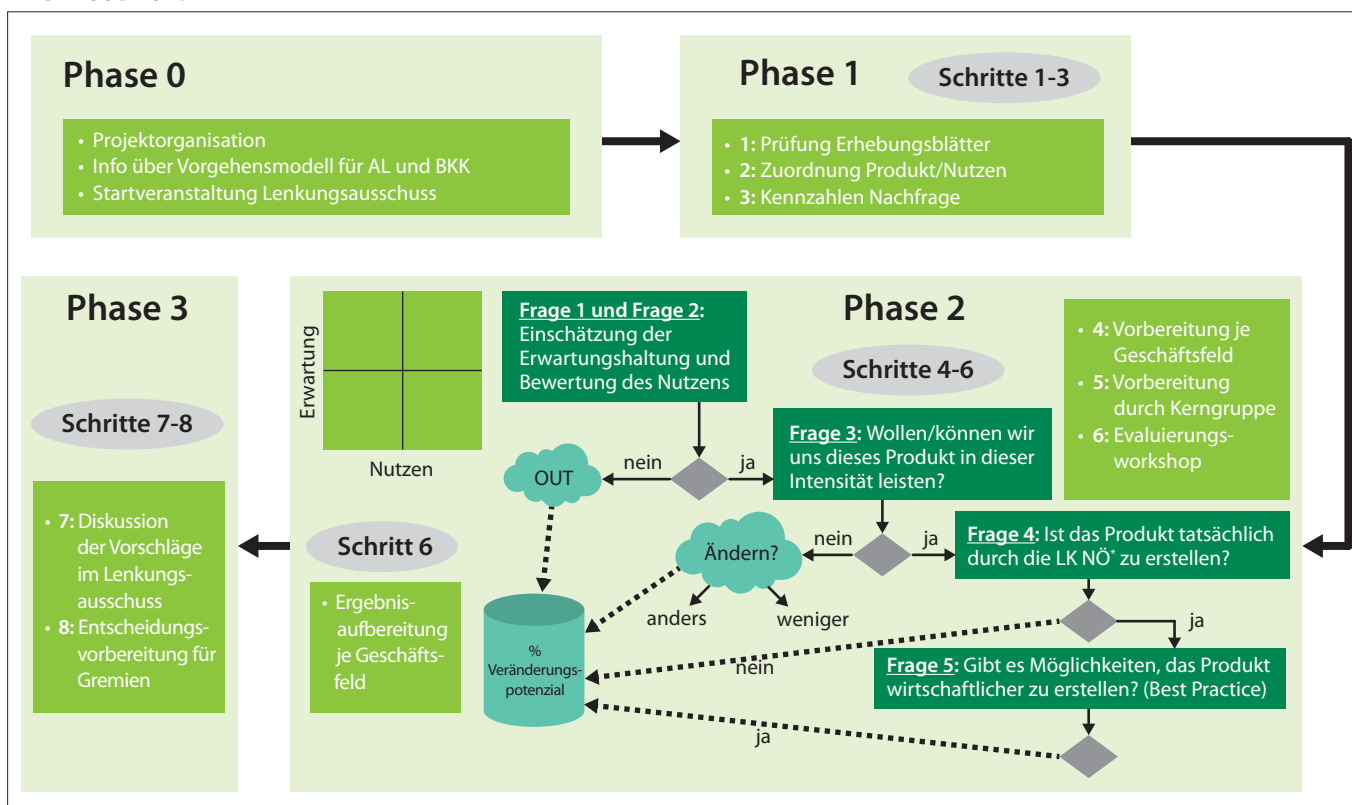 Phase 0
• Projektorganisation
• Info über Vorgehensmodell für AL und BKK
• Startveranstaltung Lenkungsausschuss
Phase 1
Schritte 1-3
• 1: Prüfung Erhebungsblätter
• 2: Zuordnung Produkt/Nutzen
• 3: Kennzahlen Nachfrage
Phase 2
Schritte 4-6
• 4: Vorbereitung je
Geschäftsfeld
• 5: Vorbereitung
durch Kerngruppe
• 6: Evaluierungs-
workshop
Erwartung
Nutzen
Frage 1 und Frage 2:
Einschätzung der
Erwartungshaltung und
Bewertung des Nutzens
nein
ja
OUT
Frage 3: Wollen/können wir
uns dieses Produkt in dieser
Intensität leisten?
nein
ja
Ändern?
anders
weniger
Frage 4: Ist das Produkt tatsächlich
durch die LK NÖ* zu erstellen?
nein
ja
Frage 5: Gibt es Möglichkeiten, das Produkt
wirtschaftlicher zu erstellen? (Best Practice)
ja
%
Veränderungs-
potenzial
Schritt 6
• Ergebnis-
aufbereitung
je Geschäfts-
feld
Phase 3
Schritte 7-8
• 7: Diskussion
der Vorschläge
im Lenkungs-
ausschuss
• 8: Entscheidungs-
vorbereitung für
Gremien